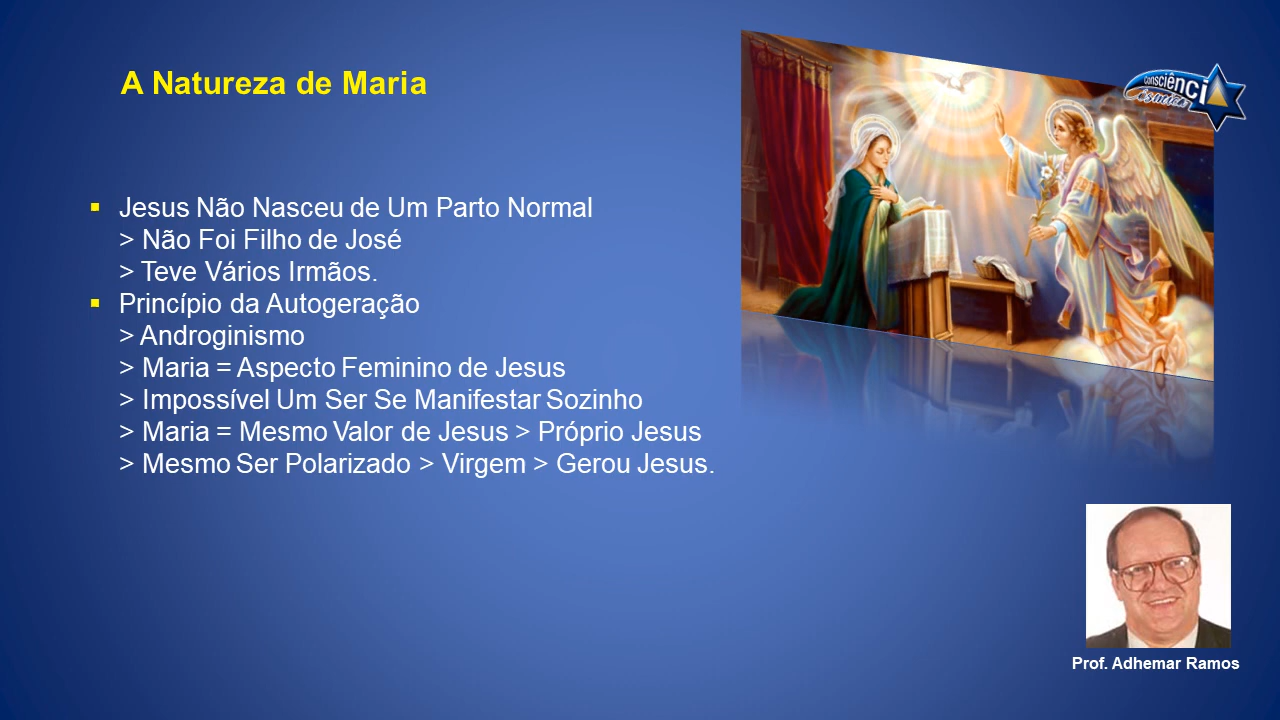 A Natureza de Maria
Consciência
Cósmica
▪ Jesus Não Nasceu de Um Parto Normal
> Não Foi Filho de José
> Teve Vários Irmãos.
▪ Princípio da Autogeração
> Androginismo
> Maria = Aspecto Feminino de Jesus
> Impossível Um Ser Se Manifestar Sozinho
> Maria = Mesmo Valor de Jesus > Próprio Jesus
> Mesmo Ser Polarizado > Virgem > Gerou Jesus.
Prof. Adhemar Ramos